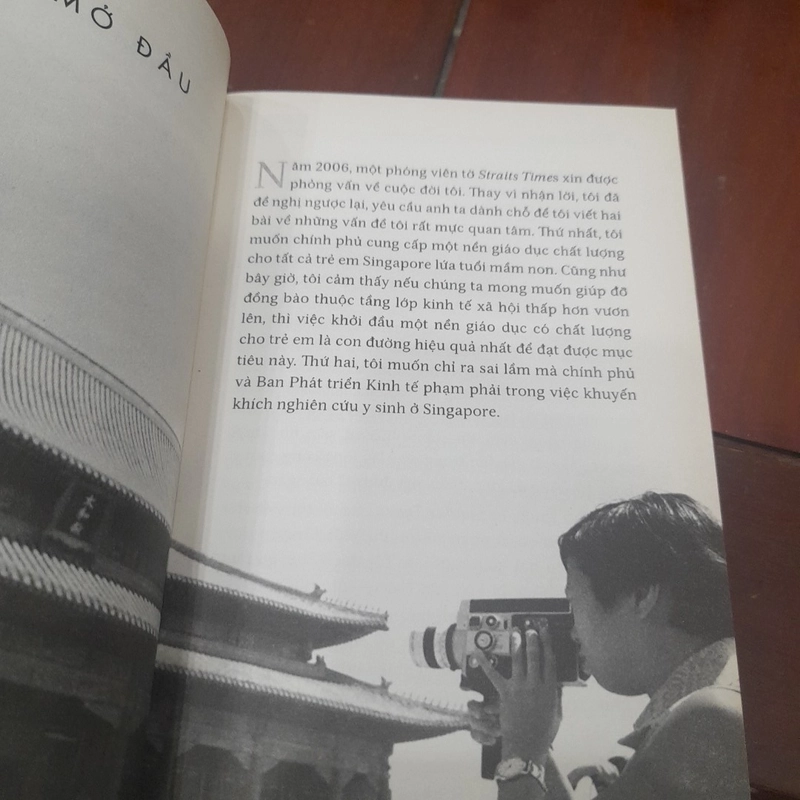 MỞ ĐẦU
Năm 2006, một phóng viên tờ Straits Times xin được
phỏng vấn về cuộc đời tôi. Thay vì nhận lời, tôi đã
đề nghị ngược lại, yêu cầu anh ta dành chỗ để tôi viết hai
bài về những vấn đề tôi rất mực quan tâm. Thứ nhất, tôi
muốn chính phủ cung cấp một nền giáo dục chất lượng
cho tất cả trẻ em Singapore lứa tuổi mầm non. Cũng như
bây giờ, tôi cảm thấy nếu chúng ta mong muốn giúp đỡ
đồng bào thuộc tầng lớp kinh tế xã hội thấp hơn vươn
lên, thì việc khởi đầu một nền giáo dục có chất lượng
cho trẻ em là con đường hiệu quả nhất để đạt được mục
tiêu này. Thứ hai, tôi muốn chỉ ra sai lầm mà chính phủ
và Ban Phát triển Kinh tế phạm phải trong việc khuyến
khích nghiên cứu y sinh ở Singapore.